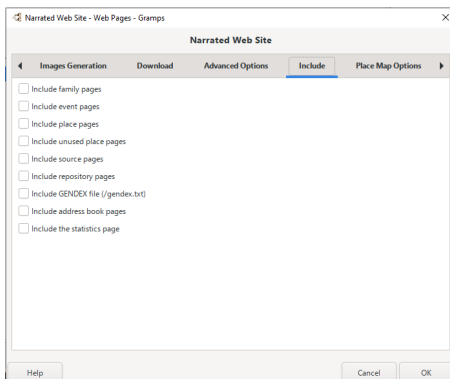 Narrated Web Site - Web Pages - Gramps
Narrated Web Site
Images Generation Download Advanced Options Include Place Map Options
Include family pages
Include event pages
Include place pages
Include unused place pages
Include source pages
Include repository pages
Include GENDEX file (/gendex.txt)
Include address book pages
Include the statistics page
Help Cancel OK